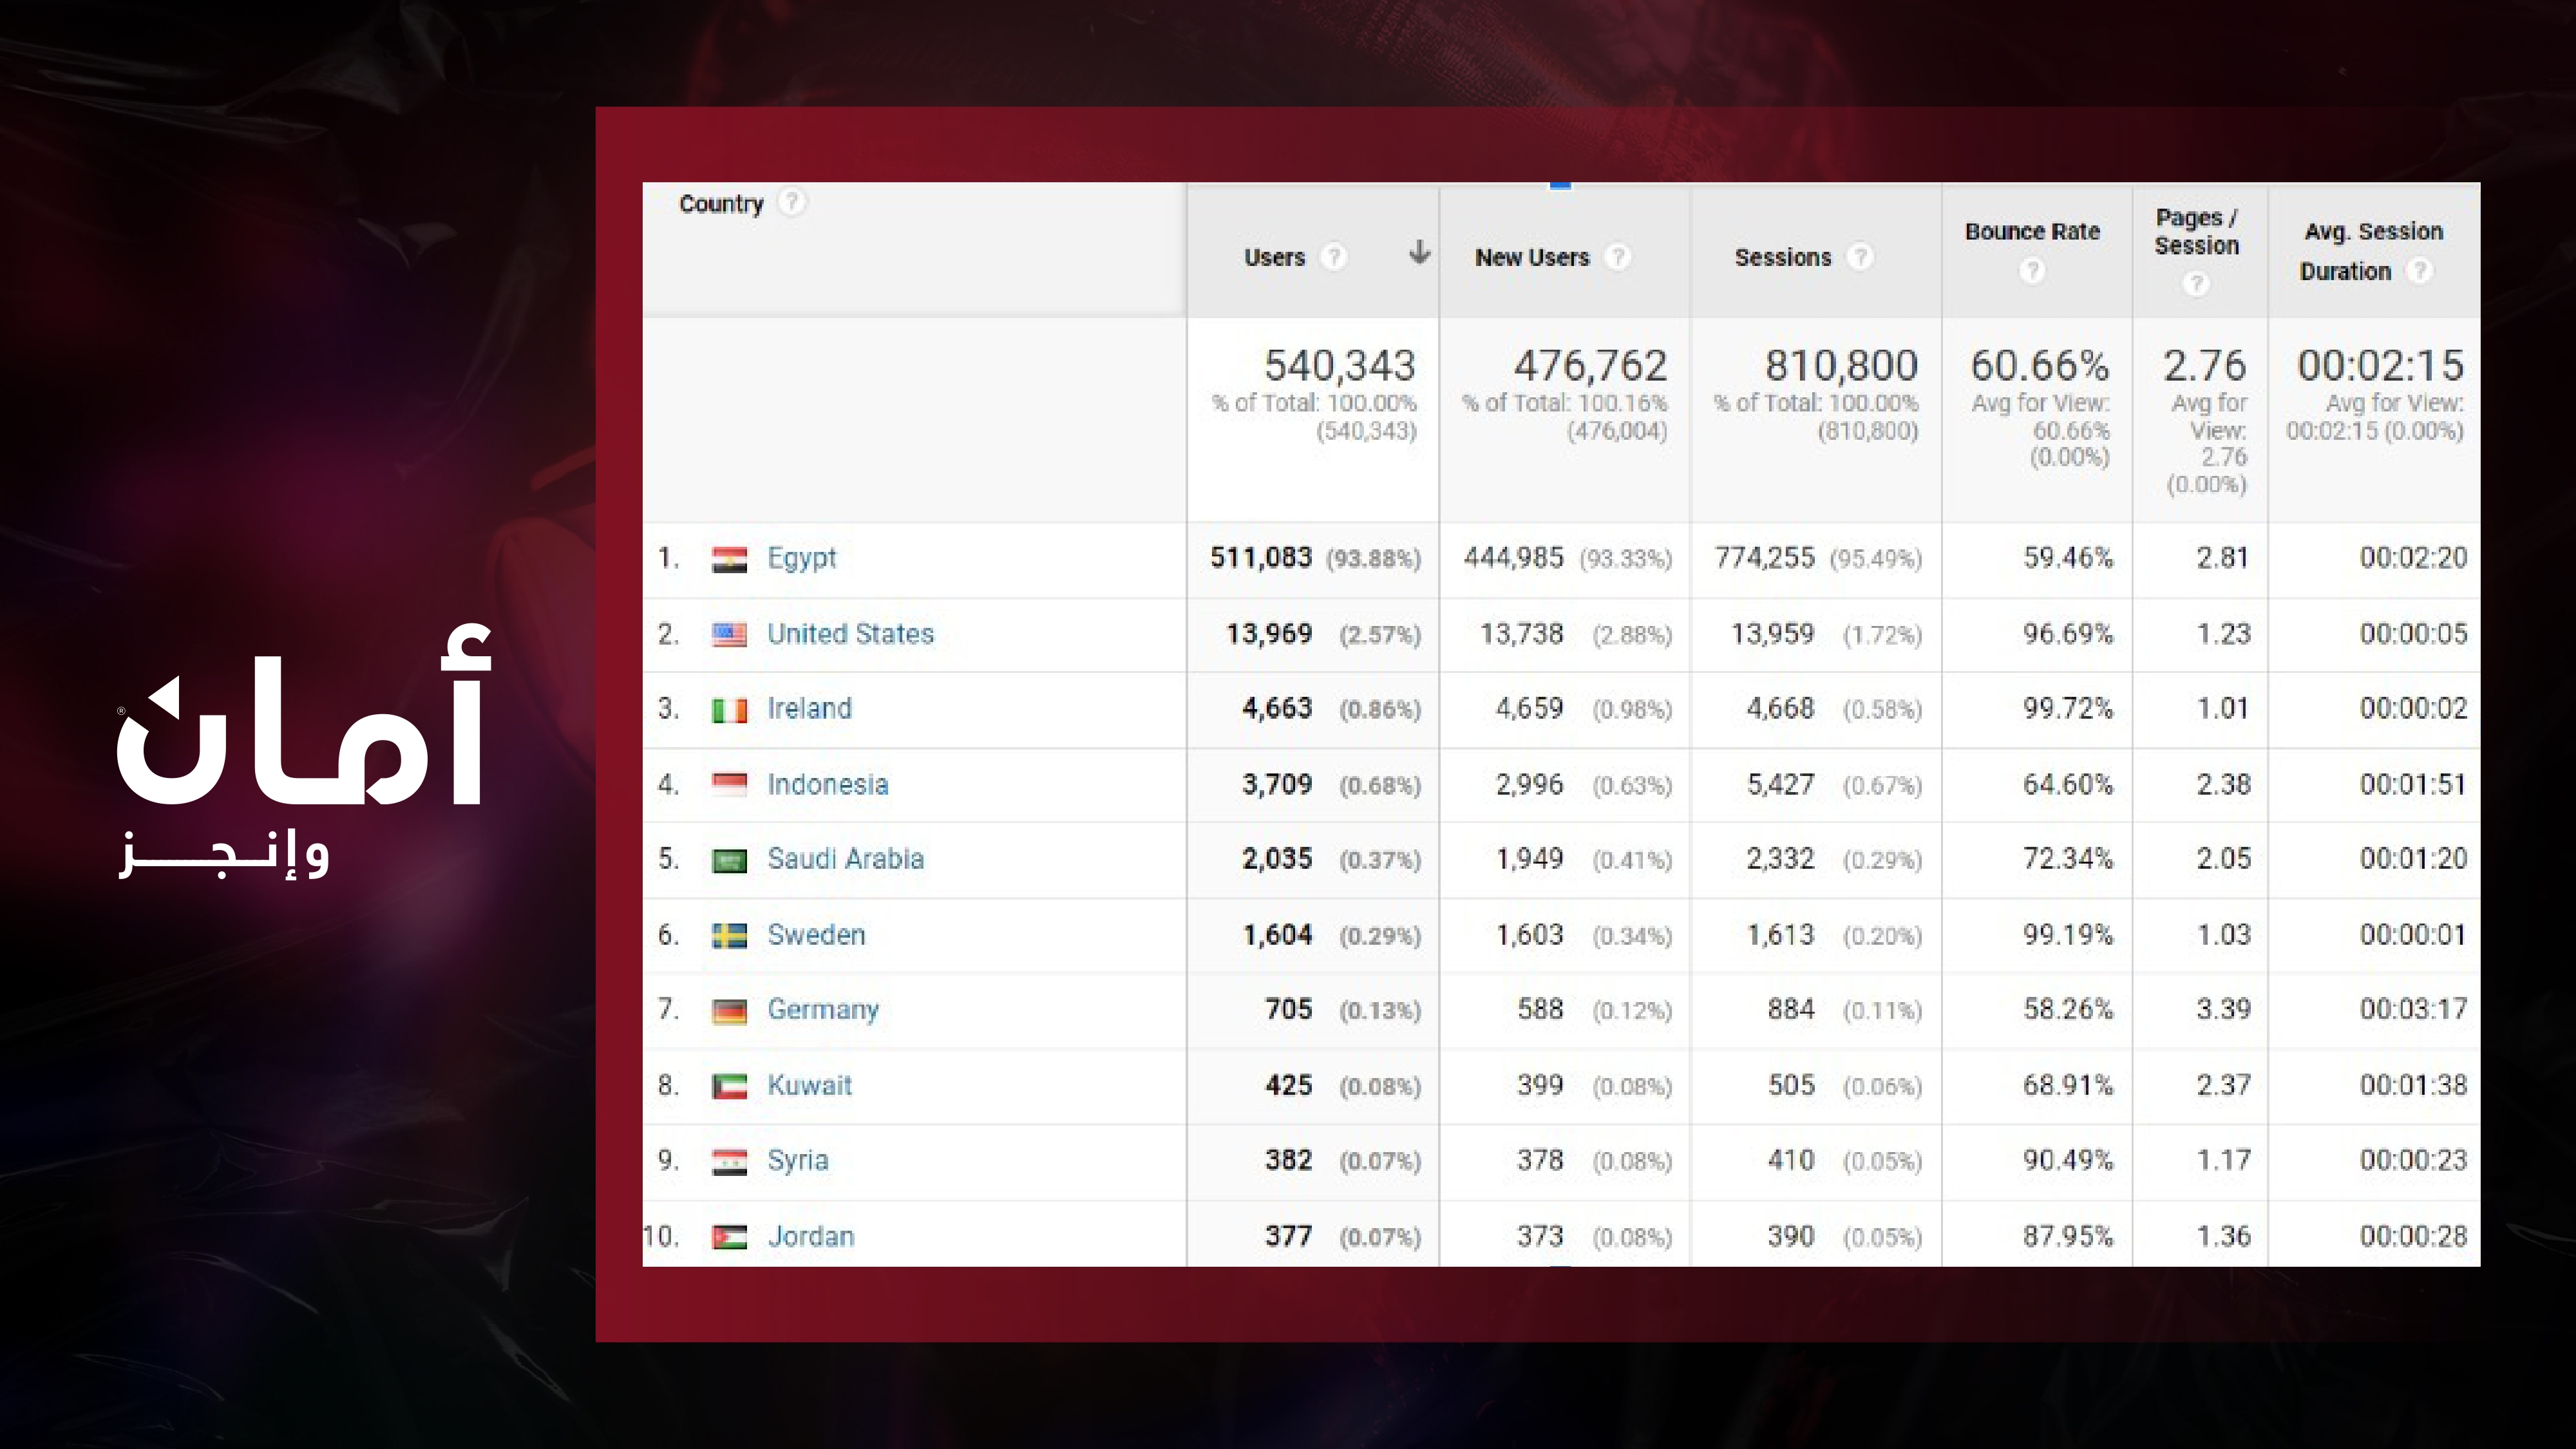 أمان
®
وإنجز
Country ?
Users ? ↓ New Users ? Sessions ? Bounce Rate ? Pages / Session ? Avg. Session Duration ?
540,343 476,762 810,800 60.66% 2.76 00:02:15
% of Total: 100.00% (540,343) % of Total: 100.16% (476,004) % of Total: 100.00% (810,800) Avg for View: 60.66% (0.00%) Avg for View: 2.76 (0.00%) Avg for View: 00:02:15 (0.00%)
1. Egypt 511,083 (93.88%) 444,985 (93.33%) 774,255 (95.49%) 59.46% 2.81 00:02:20
2. United States 13,969 (2.57%) 13,738 (2.88%) 13,959 (1.72%) 96.69% 1.23 00:00:05
3. Ireland 4,663 (0.86%) 4,659 (0.98%) 4,668 (0.58%) 99.72% 1.01 00:00:02
4. Indonesia 3,709 (0.68%) 2,996 (0.63%) 5,427 (0.67%) 64.60% 2.38 00:01:51
5. Saudi Arabia 2,035 (0.37%) 1,949 (0.41%) 2,332 (0.29%) 72.34% 2.05 00:01:20
6. Sweden 1,604 (0.29%) 1,603 (0.34%) 1,613 (0.20%) 99.19% 1.03 00:00:01
7. Germany 705 (0.13%) 588 (0.12%) 884 (0.11%) 58.26% 3.39 00:03:17
8. Kuwait 425 (0.08%) 399 (0.08%) 505 (0.06%) 68.91% 2.37 00:01:38
9. Syria 382 (0.07%) 378 (0.08%) 410 (0.05%) 90.49% 1.17 00:00:23
10. Jordan 377 (0.07%) 373 (0.08%) 390 (0.05%) 87.95% 1.36 00:00:28